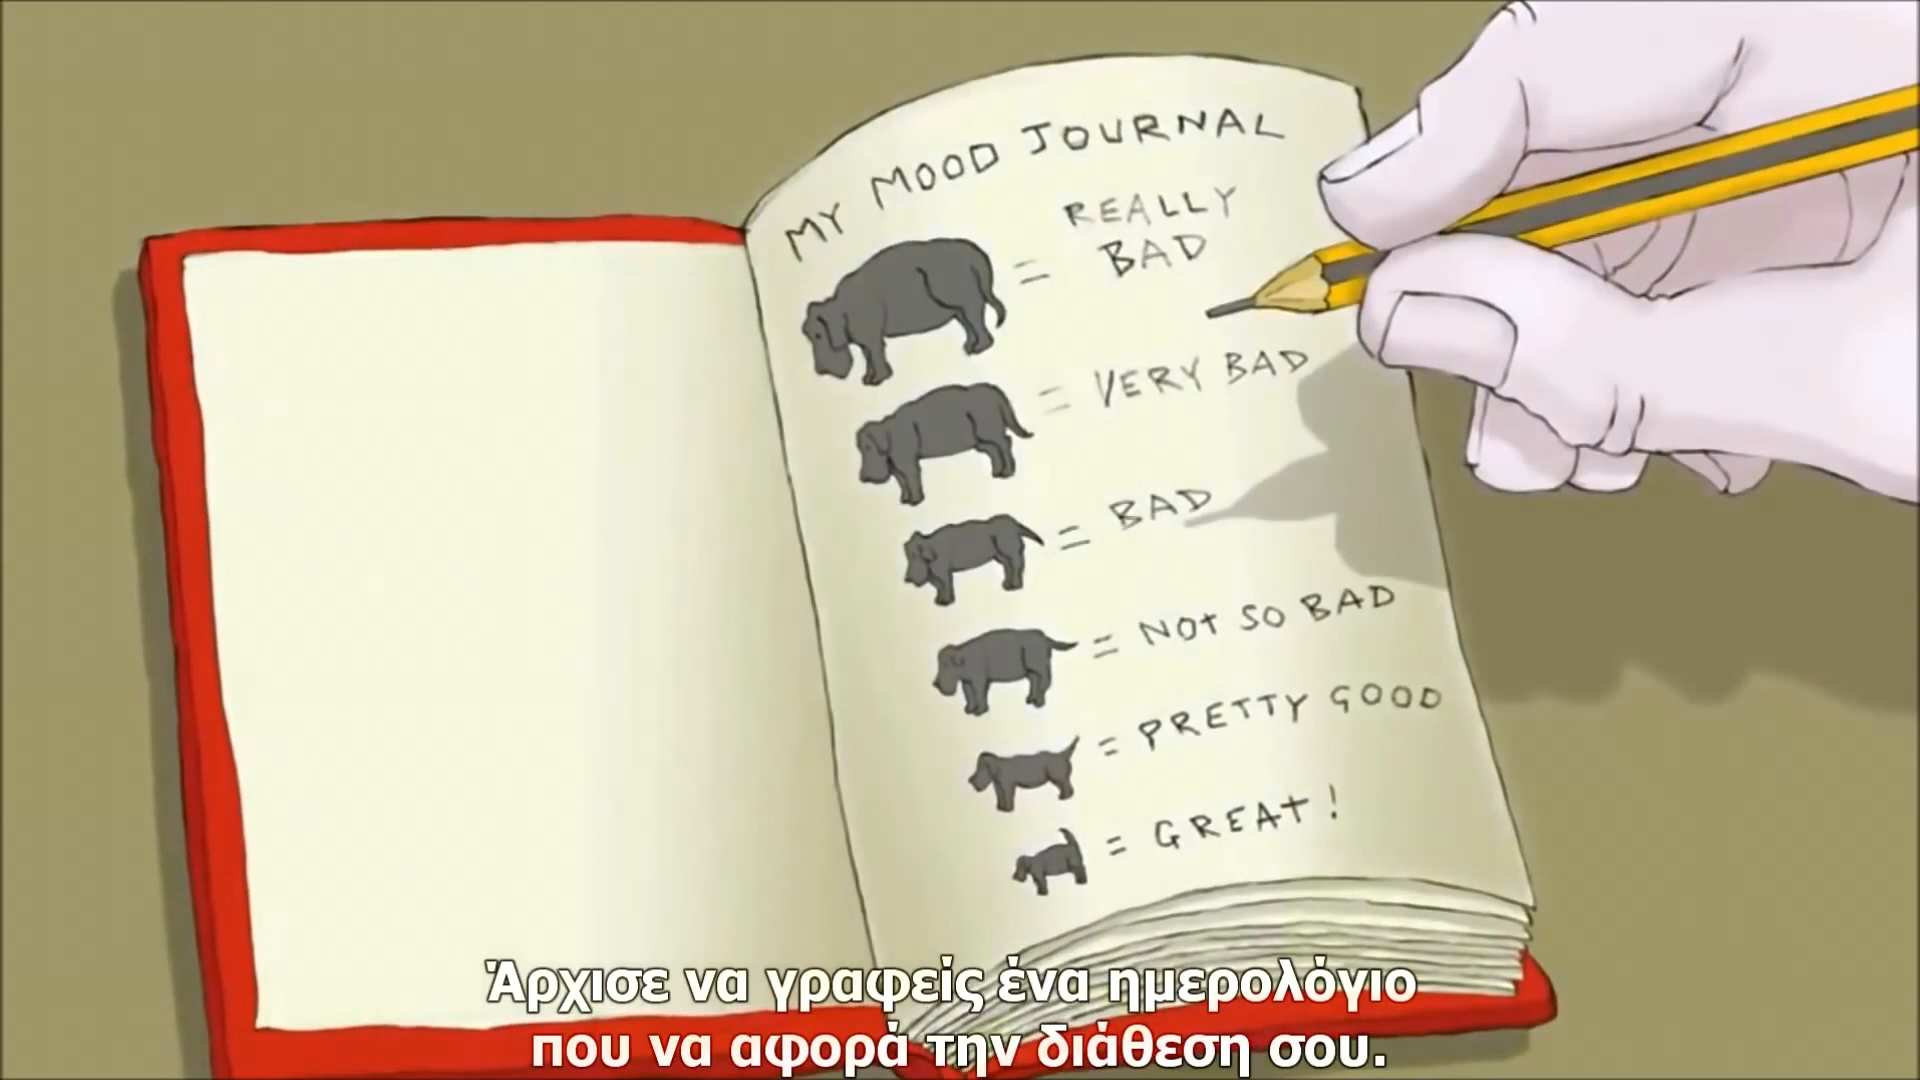 MY MOOD JOURNAL
= REALLY
BAD
= VERY BAD
= BAD
= NOT SO BAD
= PRETTY GOOD
= GREAT!
Άρχισε να γραφείς ένα ημερολόγιο
που να αφορά την διάθεση σου.